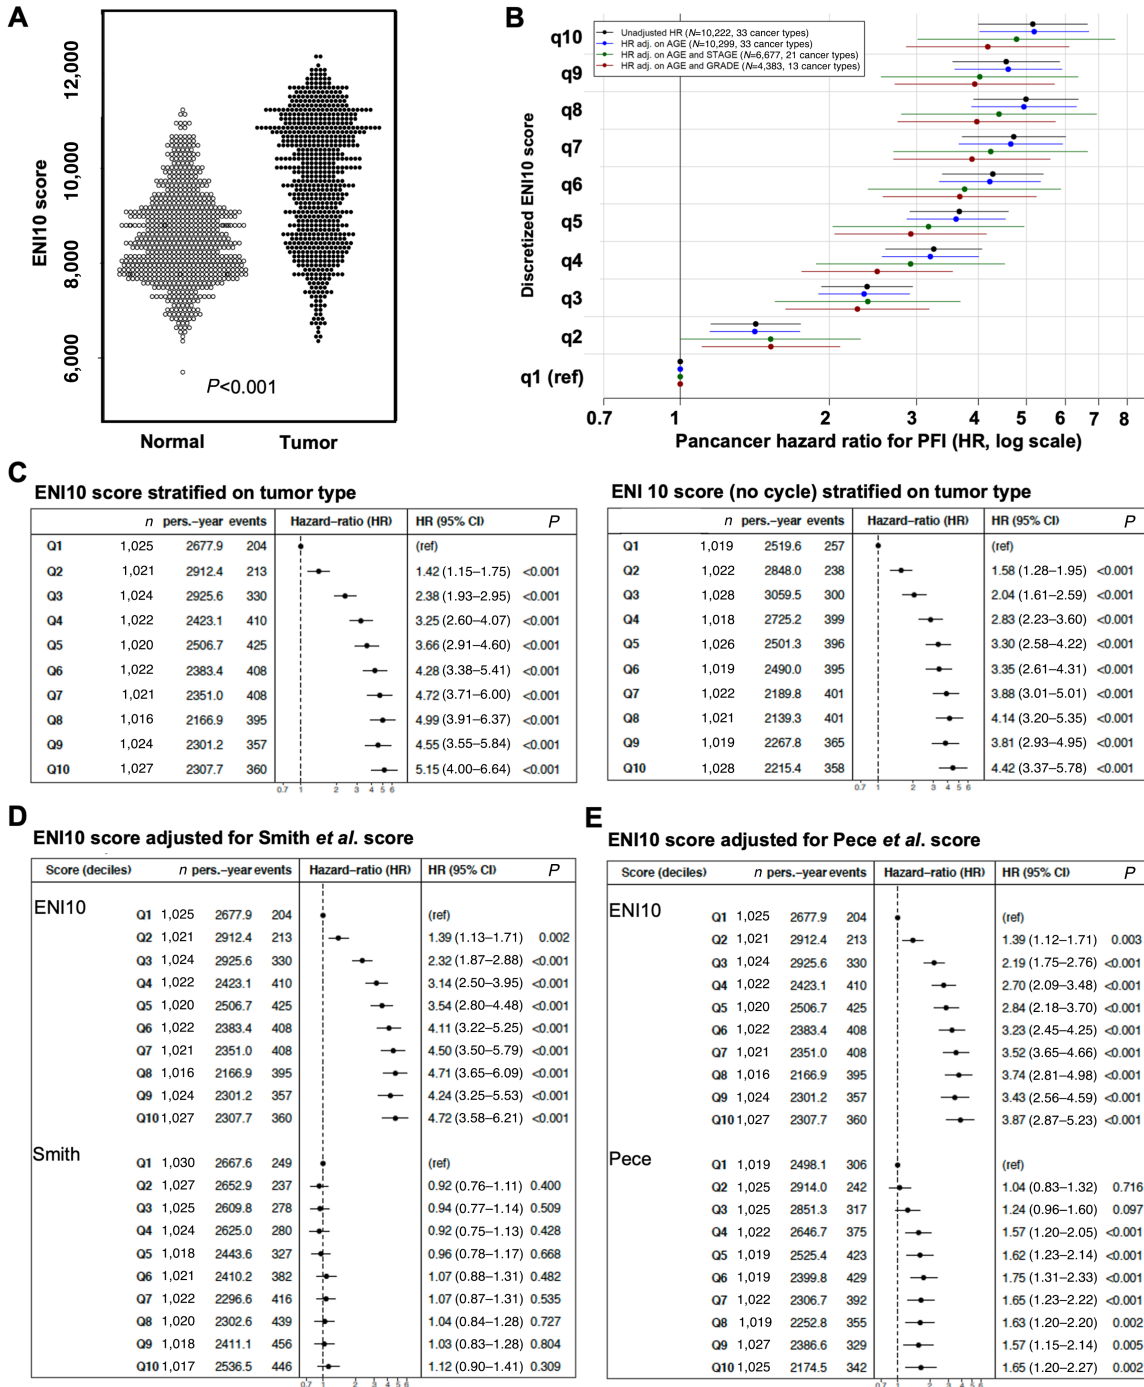 A
ENI10 score
12,000
10,000
8,000
6,000
P<0.001
Normal
Tumor
B
Unadjusted HR (N=10,222, 33 cancer types)
HR adj. on AGE (N=10,299, 33 cancer types)
HR adj. on AGE and STAGE (N=6,677, 21 cancer types)
HR adj. on AGE and GRADE (N=4,383, 13 cancer types)
Discretized ENI10 score
q10
q9
q8
q7
q6
q5
q4
q3
q2
q1 (ref)
0.7 1 2 3 4 5 6 7 8
Pancancer hazard ratio for PFI (HR, log scale)
C
ENI10 score stratified on tumor type
n pers.–year events Hazard–ratio (HR) HR (95% CI) P
Q1 1,025 2677.9 204 (ref)
Q2 1,021 2912.4 213 1.42 (1.15–1.75) <0.001
Q3 1,024 2925.6 330 2.38 (1.93–2.95) <0.001
Q4 1,022 2423.1 410 3.25 (2.60–4.07) <0.001
Q5 1,020 2506.7 425 3.66 (2.91–4.60) <0.001
Q6 1,022 2383.4 408 4.28 (3.38–5.41) <0.001
Q7 1,021 2351.0 408 4.72 (3.71–6.00) <0.001
Q8 1,016 2166.9 395 4.99 (3.91–6.37) <0.001
Q9 1,024 2301.2 357 4.55 (3.55–5.84) <0.001
Q10 1,027 2307.7 360 5.15 (4.00–6.64) <0.001
0.7 1 2 3 4 5 6
ENI 10 score (no cycle) stratified on tumor type
n pers.–year events Hazard–ratio (HR) HR (95% CI) P
Q1 1,019 2519.6 257 (ref)
Q2 1,022 2848.0 238 1.58 (1.28–1.95) <0.001
Q3 1,028 3059.5 300 2.04 (1.61–2.59) <0.001
Q4 1,018 2725.2 399 2.83 (2.23–3.60) <0.001
Q5 1,026 2501.3 396 3.30 (2.58–4.22) <0.001
Q6 1,019 2490.0 395 3.35 (2.61–4.31) <0.001
Q7 1,022 2189.8 401 3.88 (3.01–5.01) <0.001
Q8 1,021 2139.3 401 4.14 (3.20–5.35) <0.001
Q9 1,019 2267.8 365 3.81 (2.93–4.95) <0.001
Q10 1,028 2215.4 358 4.42 (3.37–5.78) <0.001
0.7 1 2 3 4 5 6
D
ENI10 score adjusted for Smith et al. score
Score (deciles) n pers.–year events Hazard–ratio (HR) HR (95% CI) P
ENI10
Q1 1,025 2677.9 204 (ref)
Q2 1,021 2912.4 213 1.39 (1.13–1.71) 0.002
Q3 1,024 2925.6 330 2.32 (1.87–2.88) <0.001
Q4 1,022 2423.1 410 3.14 (2.50–3.95) <0.001
Q5 1,020 2506.7 425 3.54 (2.80–4.48) <0.001
Q6 1,022 2383.4 408 4.11 (3.22–5.25) <0.001
Q7 1,021 2351.0 408 4.50 (3.50–5.79) <0.001
Q8 1,016 2166.9 395 4.71 (3.65–6.09) <0.001
Q9 1,024 2301.2 357 4.24 (3.25–5.53) <0.001
Q10 1,027 2307.7 360 4.72 (3.58–6.21) <0.001
Smith
Q1 1,030 2667.6 249 (ref)
Q2 1,027 2652.9 237 0.92 (0.76–1.11) 0.400
Q3 1,025 2609.8 278 0.94 (0.77–1.14) 0.509
Q4 1,024 2625.0 280 0.92 (0.75–1.13) 0.428
Q5 1,018 2443.6 327 0.96 (0.78–1.17) 0.668
Q6 1,021 2410.2 382 1.07 (0.88–1.31) 0.482
Q7 1,022 2296.6 416 1.07 (0.87–1.31) 0.535
Q8 1,020 2302.6 439 1.04 (0.84–1.28) 0.727
Q9 1,018 2411.1 456 1.03 (0.83–1.28) 0.804
Q10 1,017 2536.5 446 1.12 (0.90–1.41) 0.309
0.7 1 2 3 4 5 6
E
ENI10 score adjusted for Pece et al. score
Score (deciles) n pers.–year events Hazard–ratio (HR) HR (95% CI) P
ENI10
Q1 1,025 2677.9 204 (ref)
Q2 1,021 2912.4 213 1.39 (1.12–1.71) 0.003
Q3 1,024 2925.6 330 2.19 (1.75–2.76) <0.001
Q4 1,022 2423.1 410 2.70 (2.09–3.48) <0.001
Q5 1,020 2506.7 425 2.84 (2.18–3.70) <0.001
Q6 1,022 2383.4 408 3.23 (2.45–4.25) <0.001
Q7 1,021 2351.0 408 3.52 (3.65–4.66) <0.001
Q8 1,016 2166.9 395 3.74 (2.81–4.98) <0.001
Q9 1,024 2301.2 357 3.43 (2.56–4.59) <0.001
Q10 1,027 2307.7 360 3.87 (2.87–5.23) <0.001
Pece
Q1 1,019 2498.1 306 (ref)
Q2 1,025 2914.0 242 1.04 (0.83–1.32) 0.716
Q3 1,025 2851.3 317 1.24 (0.96–1.60) 0.097
Q4 1,022 2646.7 375 1.57 (1.20–2.05) <0.001
Q5 1,019 2525.4 423 1.62 (1.23–2.14) <0.001
Q6 1,019 2399.8 429 1.75 (1.31–2.33) <0.001
Q7 1,022 2306.7 392 1.65 (1.23–2.22) <0.001
Q8 1,019 2252.8 355 1.63 (1.20–2.20) 0.002
Q9 1,027 2386.6 329 1.57 (1.15–2.14) 0.005
Q10 1,025 2174.5 342 1.65 (1.20–2.27) 0.002
0.7 1 2 3 4 5 6